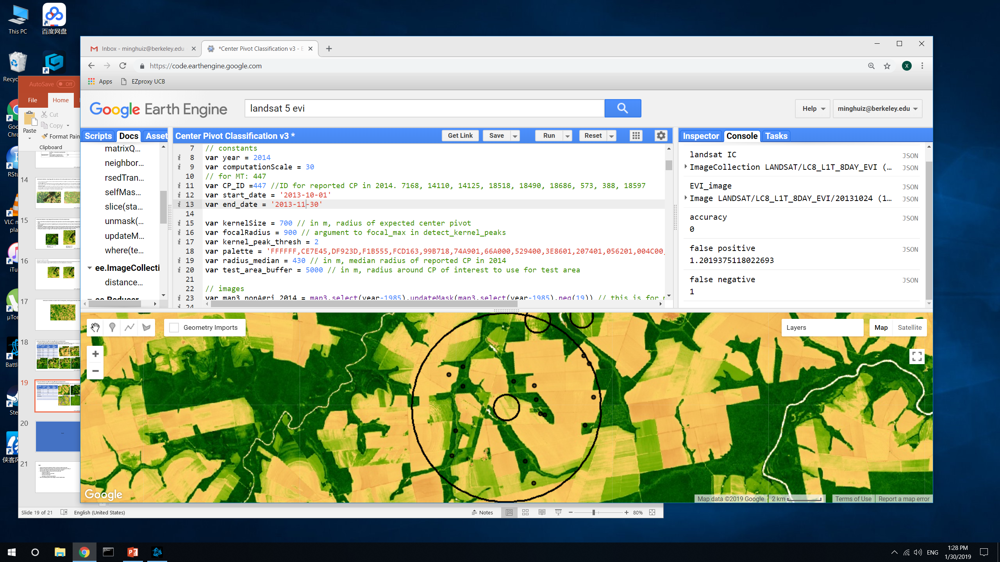 This PC
百度网盘
Inbox - minghuiz@berkeley.edu
*Center Pivot Classification v3 - E
https://code.earthengine.google.com
X
Apps
EZproxy UCB
AutoSave
Off
File
Home
Cut
Copy
Paste
Format Pain
Clipboard
Google Earth Engine
landsat 5 evi
Help
minghuiz@berkeley.edu
Scripts
Docs
Asset
matrixQ...
neighbor...
rsedTran...
selfMas...
slice(sta...
unmask(...
updateM...
where(te...
ee.ImageCollecti
distance...
ee.Reducer
Center Pivot Classification v3 *
Get Link
Save
Run
Reset
7 // constants
8 var year = 2014
9 var computationScale = 30
10 // for MT: 447
11 var CP_ID =447 //ID for reported CP in 2014. 7168, 14110, 14125, 18518, 18490, 18686, 573, 388, 18597
12 var start_date = '2013-10-01'
13 var end_date = '2013-11-30'
14
15 var kernelSize = 700 // in m, radius of expected center pivot
16 var focalRadius = 900 // argument to focal_max in detect_kernel_peaks
17 var kernel_peak_thresh = 2
18 var palette = 'FFFFFF,CE7E45,DF923D,F1B555,FCD163,99B718,74A901,66A000,529400,3E8601,207401,056201,004C00,
19 var radius_median = 430 // in m, median radius of reported CP in 2014
20 var test_area_buffer = 5000 // in m, radius around CP of interest to use for test area
21
22 // images
23 var map3_nonAgri_2014 = map3.select(year-1985).updateMask(map3.select(year-1985).neq(19)) // this is for
24
Inspector
Console
Tasks
landsat IC
JSON
ImageCollection LANDSAT/LC8_L1T_8DAY_EVI (...
JSON
EVI_image
JSON
Image LANDSAT/LC8_L1T_8DAY_EVI/20131024 (1...
JSON
accuracy
JSON
0
false positive
JSON
1.2019375118022693
false negative
JSON
1
Geometry Imports
Layers
Map
Satellite
Google
Map data ©2019 Google
2 km
Terms of Use
Report a map error
14
15
16
17
18
19
20
21
Slide 19 of 21
English (United States)
Notes
80%
ENG
1:28 PM
1/30/2019